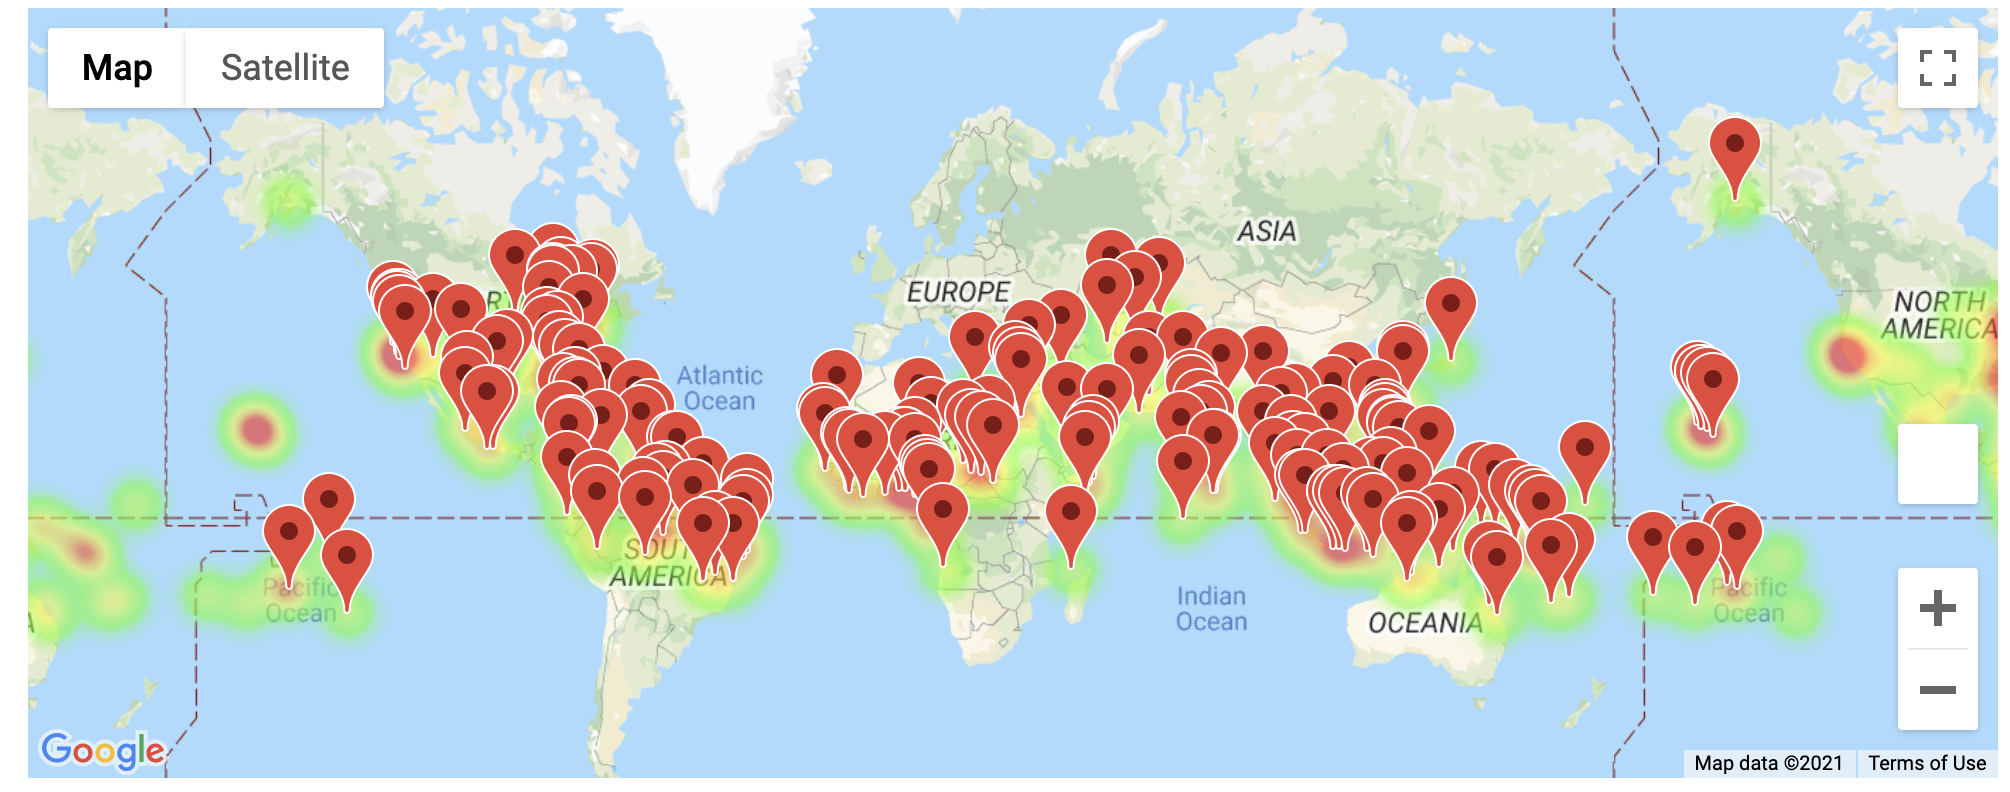 Map Satellite
ASIA
EUROPE
NORTH
AMERICA
Atlantic
Ocean
SOUT
AMERICA
Pacific
Ocean
Indian
Ocean
OCEANIA
Pacific
Ocean
Google
Map data ©2021 Terms of Use